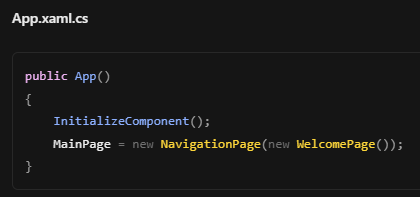 App.xaml.cs
public App()
{
    InitializeComponent();
    MainPage = new NavigationPage(new WelcomePage());
}